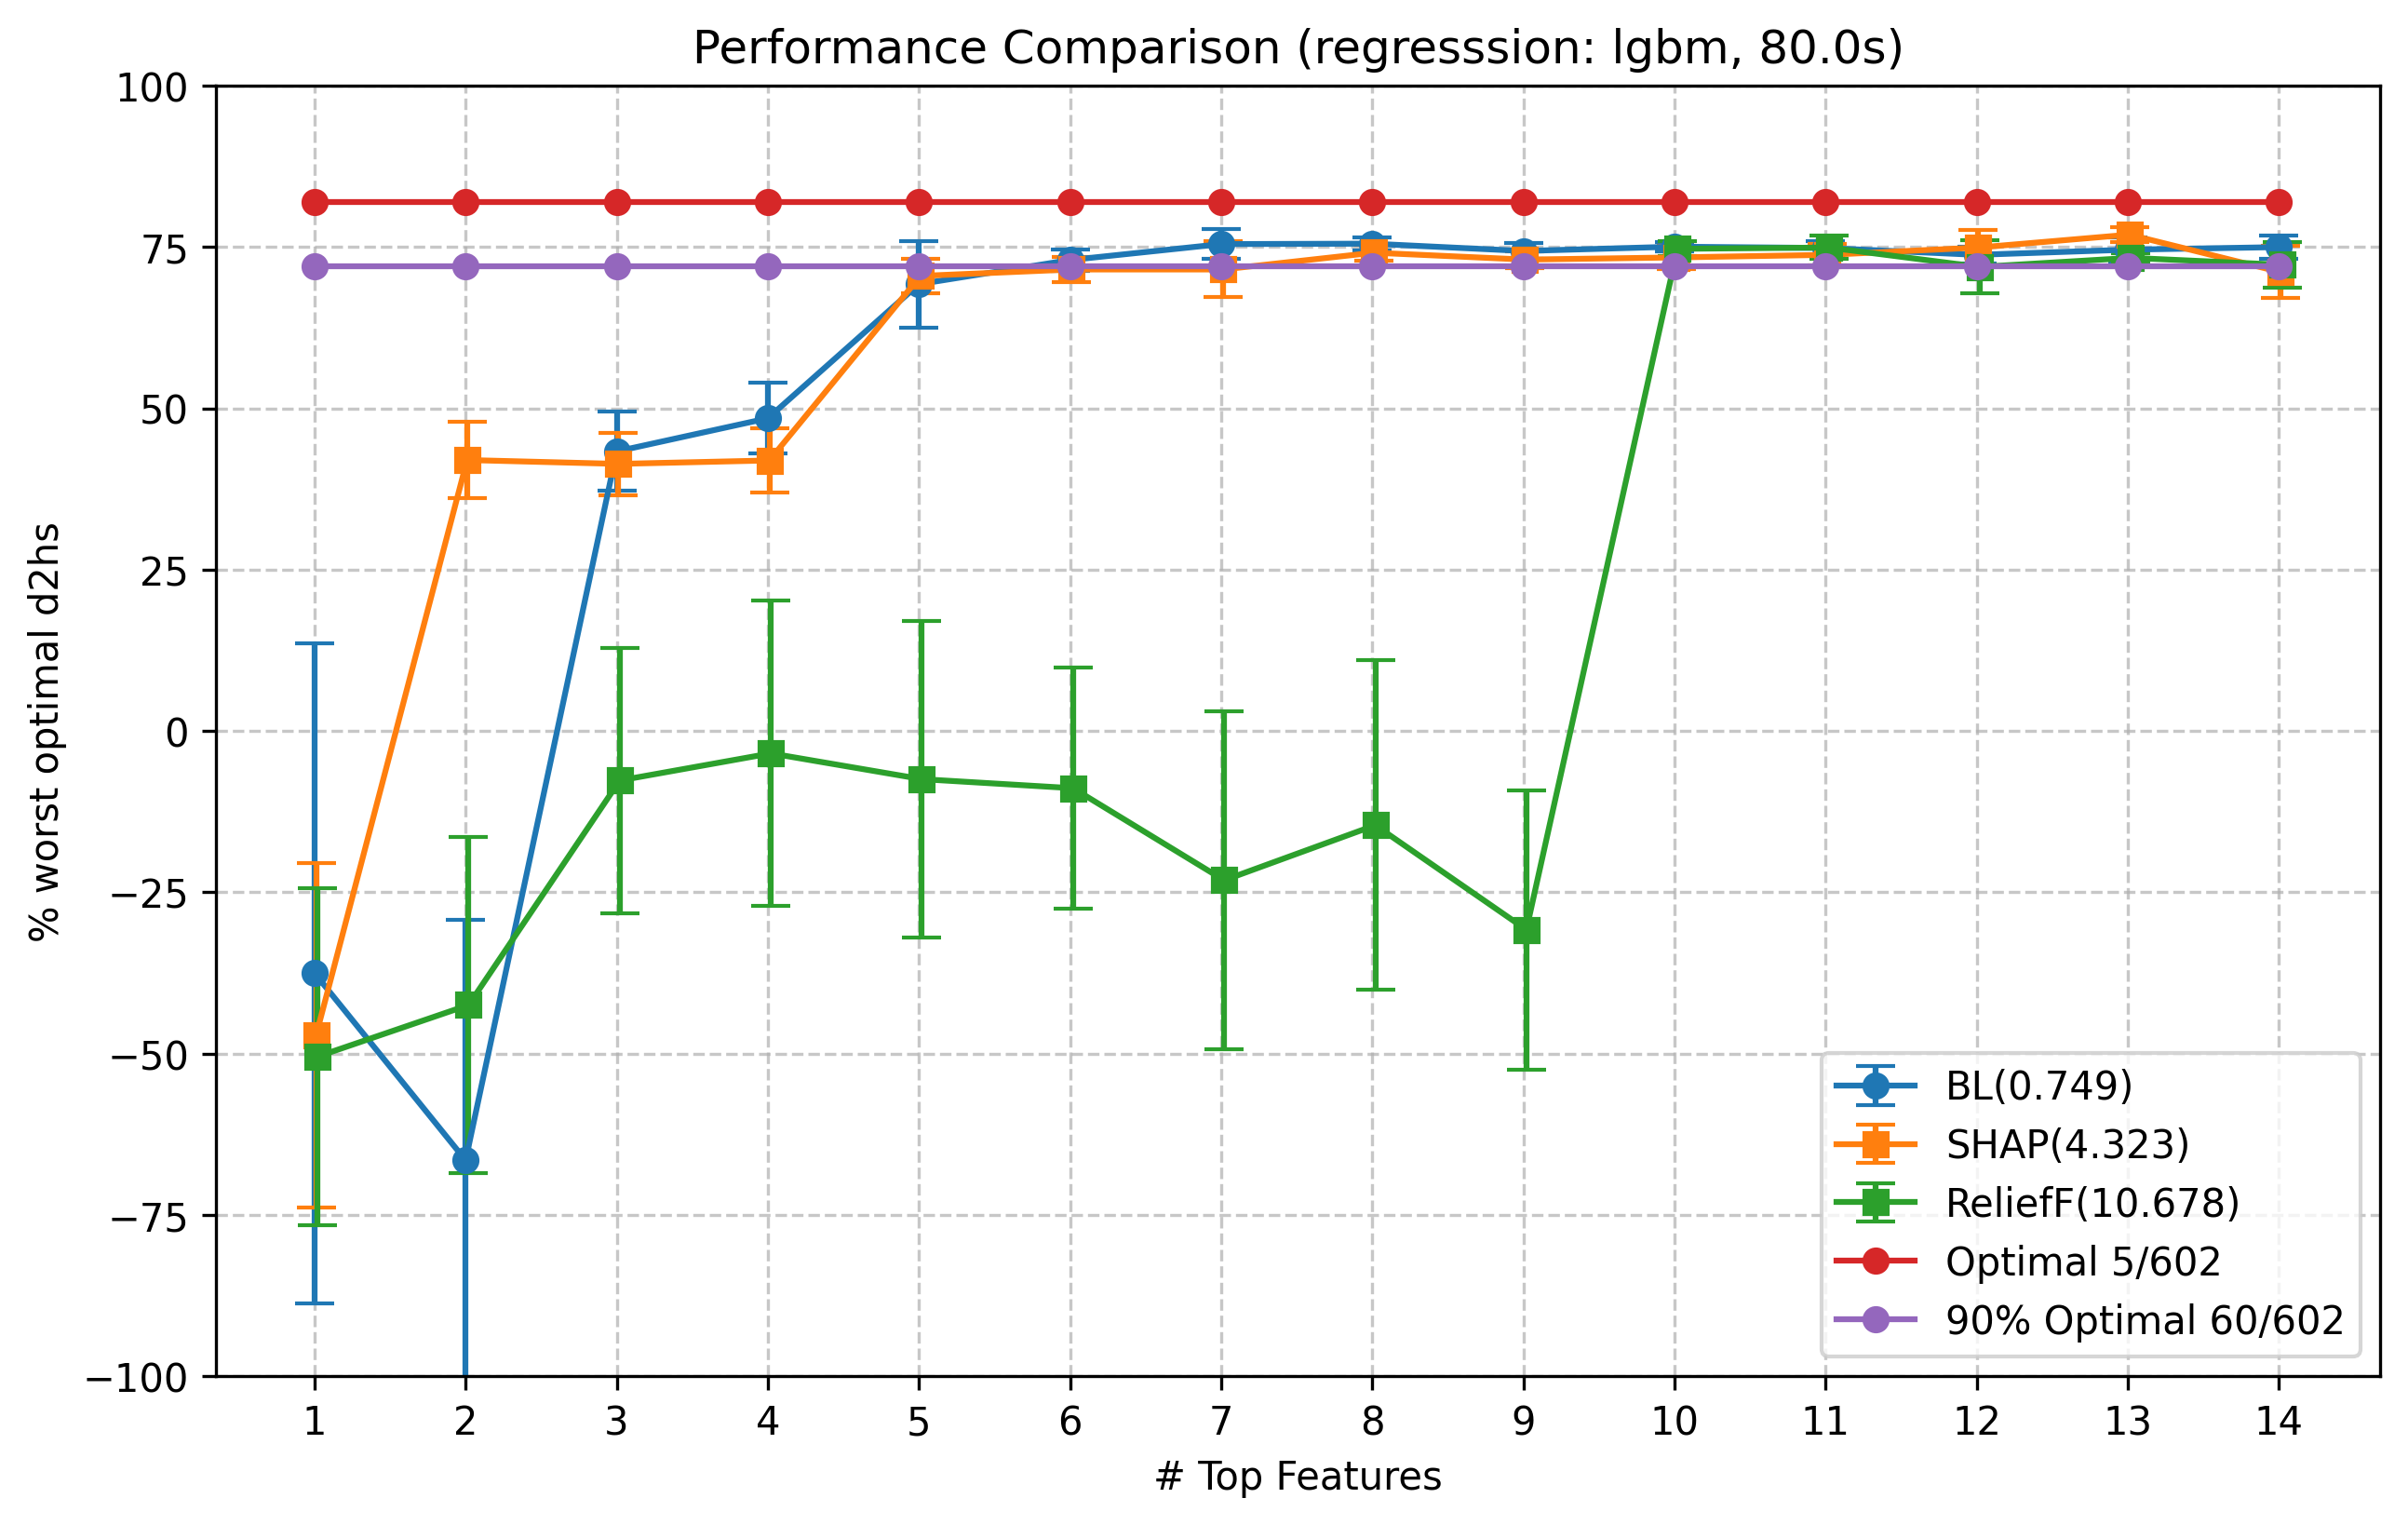 Performance Comparison (regresssion: lgbm, 80.0s)
% worst optimal d2hs
100
75
50
25
0
−25
−50
−75
−100
BL(0.749)
SHAP(4.323)
ReliefF(10.678)
Optimal 5/602
90% Optimal 60/602
1 2 3 4 5 6 7 8 9 10 11 12 13 14
# Top Features